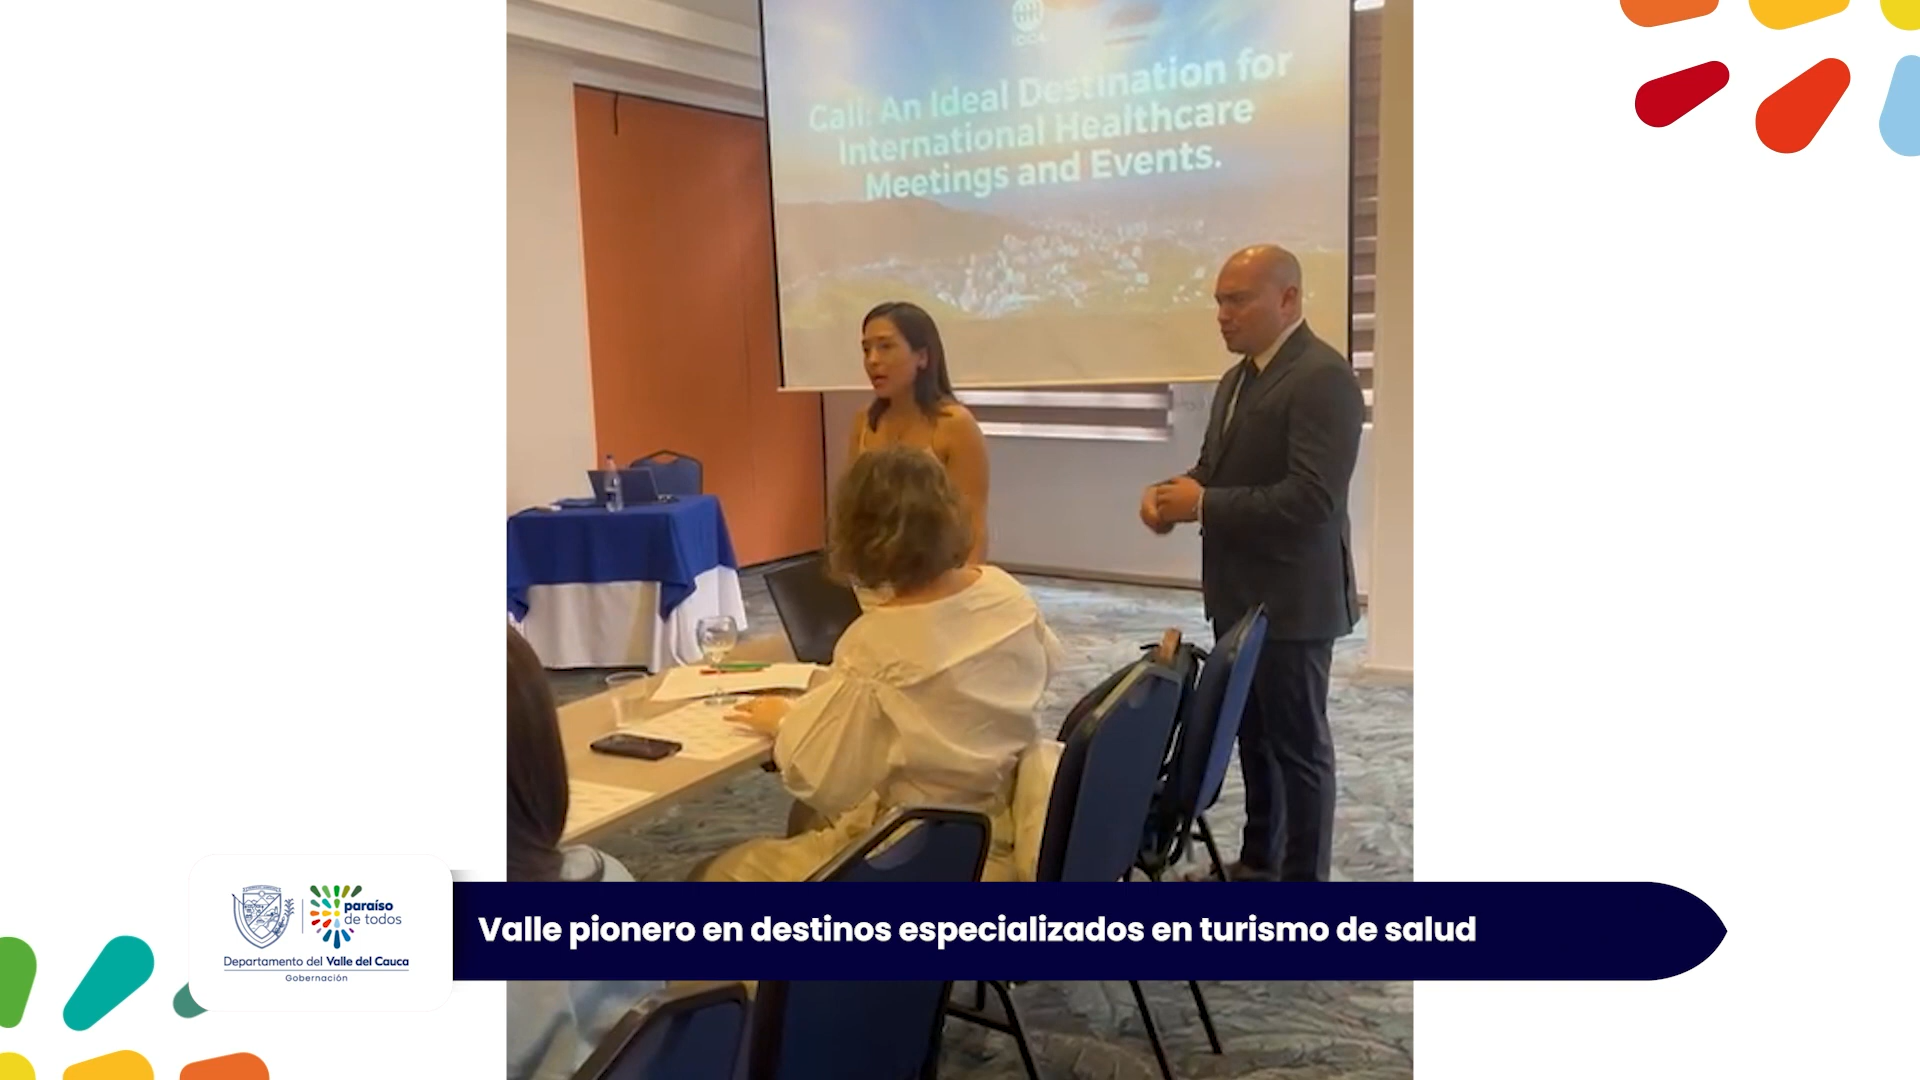 ICCA
Cali: An Ideal Destination for
International Healthcare
Meetings and Events.
paraíso
de todos
Departamento del Valle del Cauca
Gobernación
Valle pionero en destinos especializados en turismo de salud